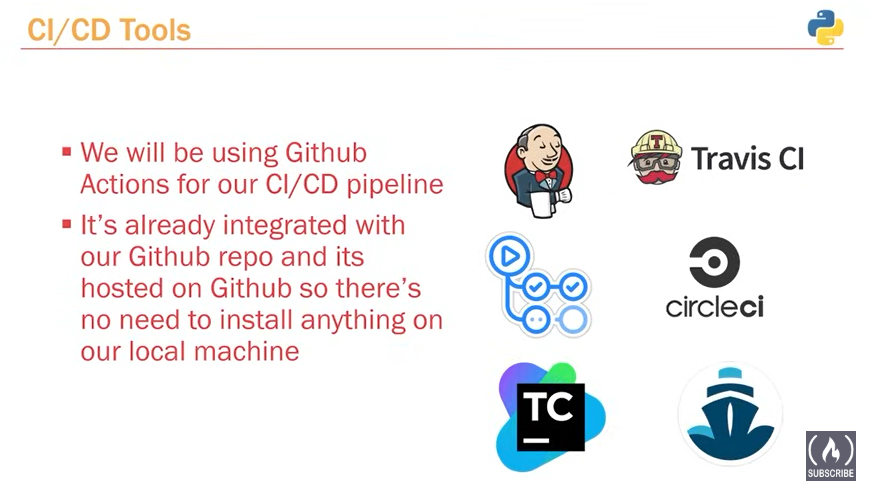 CI/CD Tools
We will be using Github
Actions for our CI/CD pipeline
It's already integrated with
our Github repo and its
hosted on Github so there's
no need to install anything on
our local machine
T
Travis CI
circleci
TC
SUBSCRIBE